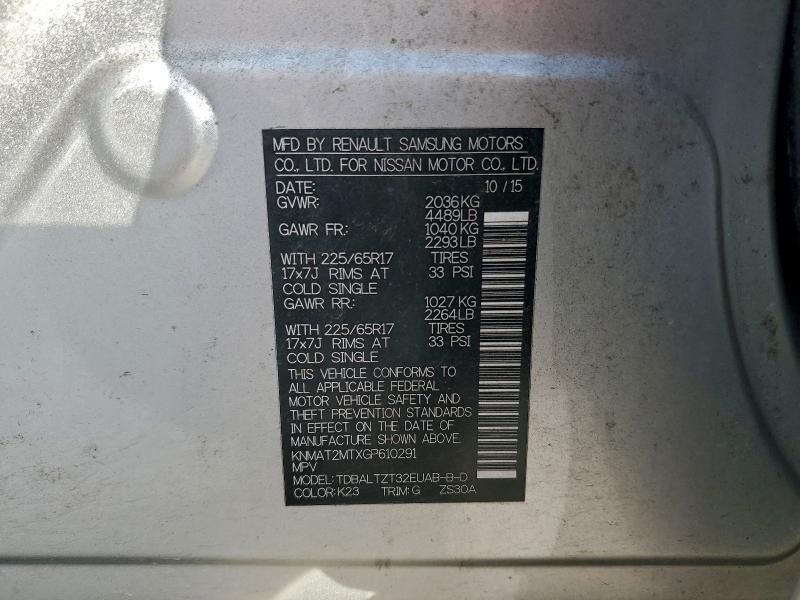 MFD BY RENAULT SAMSUNG MOTORS
CO., LTD. FOR NISSAN MOTOR CO., LTD.
DATE: 10 / 15
GVWR: 2036KG
4489LB
GAWR FR: 1040KG
2293LB
WITH 225/65R17 TIRES
17x7J RIMS AT 33 PSI
COLD SINGLE
GAWR RR: 1027 KG
2264LB
WITH 225/65R17 TIRES
17x7J RIMS AT 33 PSI
COLD SINGLE
THIS VEHICLE CONFORMS TO
ALL APPLICABLE FEDERAL
MOTOR VEHICLE SAFETY AND
THEFT PREVENTION STANDARDS
IN EFFECT ON THE DATE OF
MANUFACTURE SHOWN ABOVE.
KNMAT2MTXGP610291
MPV
MODEL: TDBALTZT32EUAB-B-D
COLOR: K23 TRIM: G ZS30A